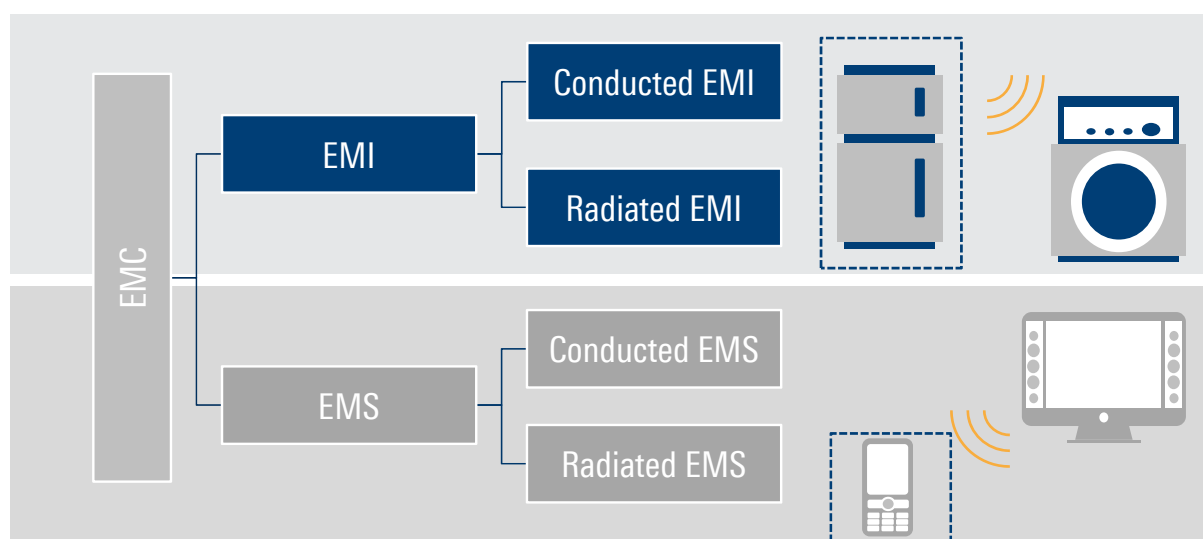 EMC
EMI
Conducted EMI
Radiated EMI
EMS
Conducted EMS
Radiated EMS